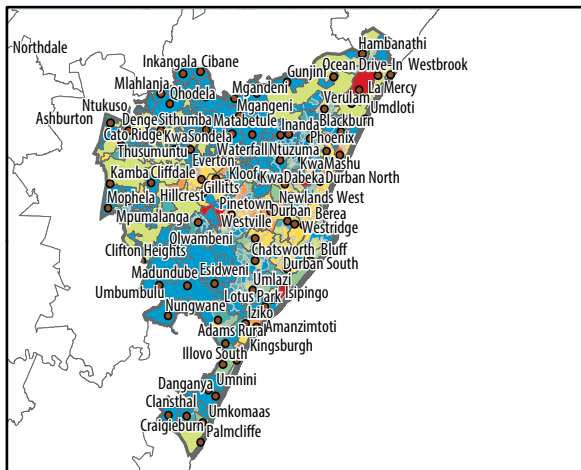 Hambanathi
Northdale
Inkangala Cibane
Ocean Drive-In Westbrook
Gunjini
Mlahlanja
Mgandeni
La Mercy
Qhodela
Verulam
Ntukuso
Mgangeni
Umdloti
Ashburton
Denge Sithumba Matabetule
Blackburn
Inanda
Cato Ridge KwaSondela
Phoenix
Thusumuntu
Waterfall Ntuzuma
KwaMashu
Everton
Kamba Cliffdale
Kloof
KwaDabeka Durban North
Gillitts
Mophela
Hillcrest
Newlands West
Pinetown
Mpumalanga
Durban Berea
Westville
Westridge
Olwambeni
Clifton Heights
Chatsworth Bluff
Durban South
Madundube Esidweni
Umlazi
Umbumbulu
Lotus Park Isipingo
Nungwane
Iziko
Adams Rural
Amanzimtoti
Kingsburgh
Illovo South
Umnini
Danganya
Clansthal
Umkomaas
Craigieburn
Palmcliffe